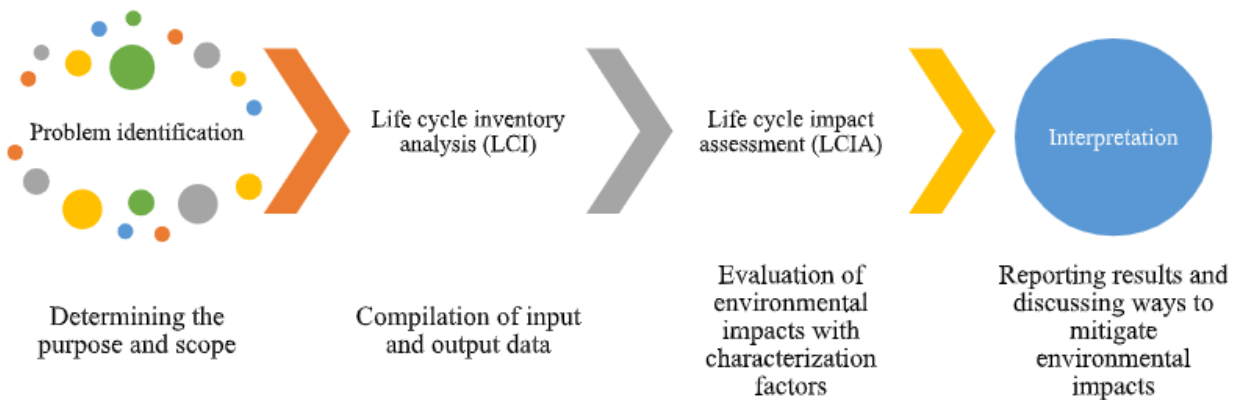 Problem identification
Life cycle inventory
analysis (LCI)
Life cycle impact
assessment (LCIA)
Interpretation
Determining the
purpose and scope
Compilation of input
and output data
Evaluation of
environmental
impacts with
characterization
factors
Reporting results and
discussing ways to
mitigate
environmental
impacts